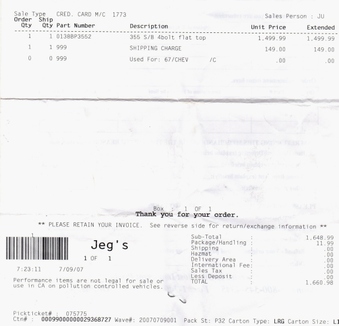 Sale Type CRED. CARD M/C 1773 Sales Person : JU
Order Ship
Qty Qty Part Number Description Unit Price Extended
1 1 0138BP3552 350 S/B 4bolt flat top 1,499.99 1,499.99
1 1 999 SHIPPING CHARGE 149.00 149.00
0 0 999 Used For: 67/CHEV /C .00 .00
Box 1 OF 1
Thank you for your order.
** PLEASE RETAIN YOUR INVOICE. See reverse side for return/exchange information **
Jeg's
1 OF 1
7:23:11 7/09/07
Performance items are not legal for sale or
use in CA on pollution controlled vehicles.
Sub-Total : 1,648.99
Package/Handling : 11.99
Shipping : .00
Hazmat : .00
Delivery Area : .00
International Fee : .00
Sales Tax : .00
Less Deposit : .00
TOTAL : 1,660.98
Pickticket# : 075775
Ctn# : 00099000000029368727 Wave#: 20070709001 Pack St: P32 Carton Type: LRG Carton Size: LI